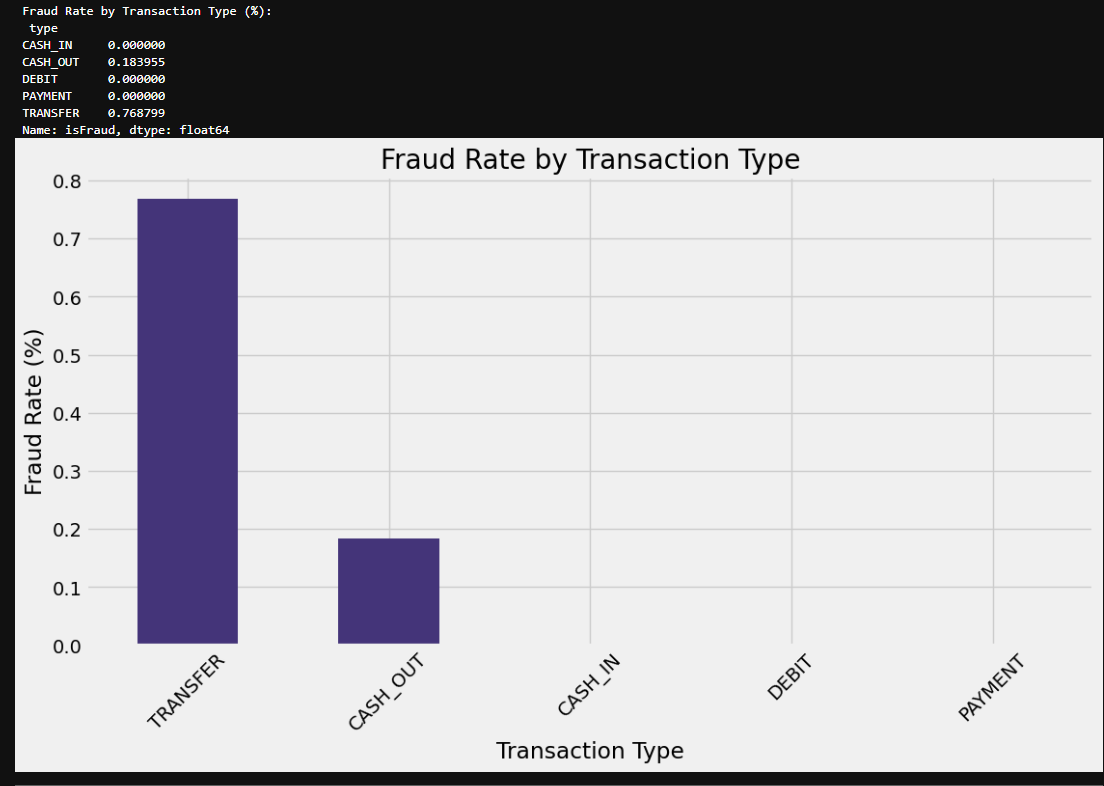 Fraud Rate by Transaction Type (%):
type
CASH_IN 0.000000
CASH_OUT 0.183955
DEBIT 0.000000
PAYMENT 0.000000
TRANSFER 0.768799
Name: isFraud, dtype: float64
Fraud Rate by Transaction Type
Fraud Rate (%)
0.8
0.7
0.6
0.5
0.4
0.3
0.2
0.1
0.0
TRANSFER
CASH_OUT
CASH_IN
DEBIT
PAYMENT
Transaction Type